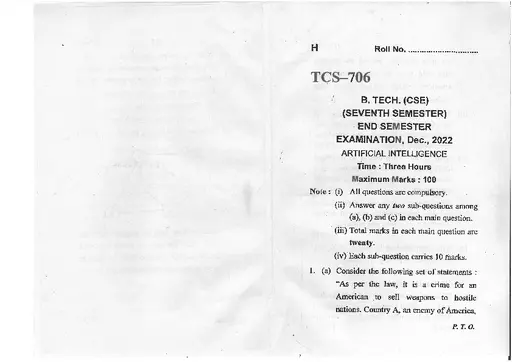 H Roll No. ..............................
TCS–706
B. TECH. (CSE)
(SEVENTH SEMESTER)
END SEMESTER
EXAMINATION, Dec., 2022
ARTIFICIAL INTELLIGENCE
Time : Three Hours
Maximum Marks : 100
Note : (i) All questions are compulsory.
(ii) Answer any two sub-questions among
(a), (b) and (c) in each main question.
(iii) Total marks in each main question are
twenty.
(iv) Each sub-question carries 10 marks.
1. (a) Consider the following set of statements :
"As per the law, it is a crime for an
American to sell weapons to hostile
nations. Country A, an enemy of America,
P. T. O.